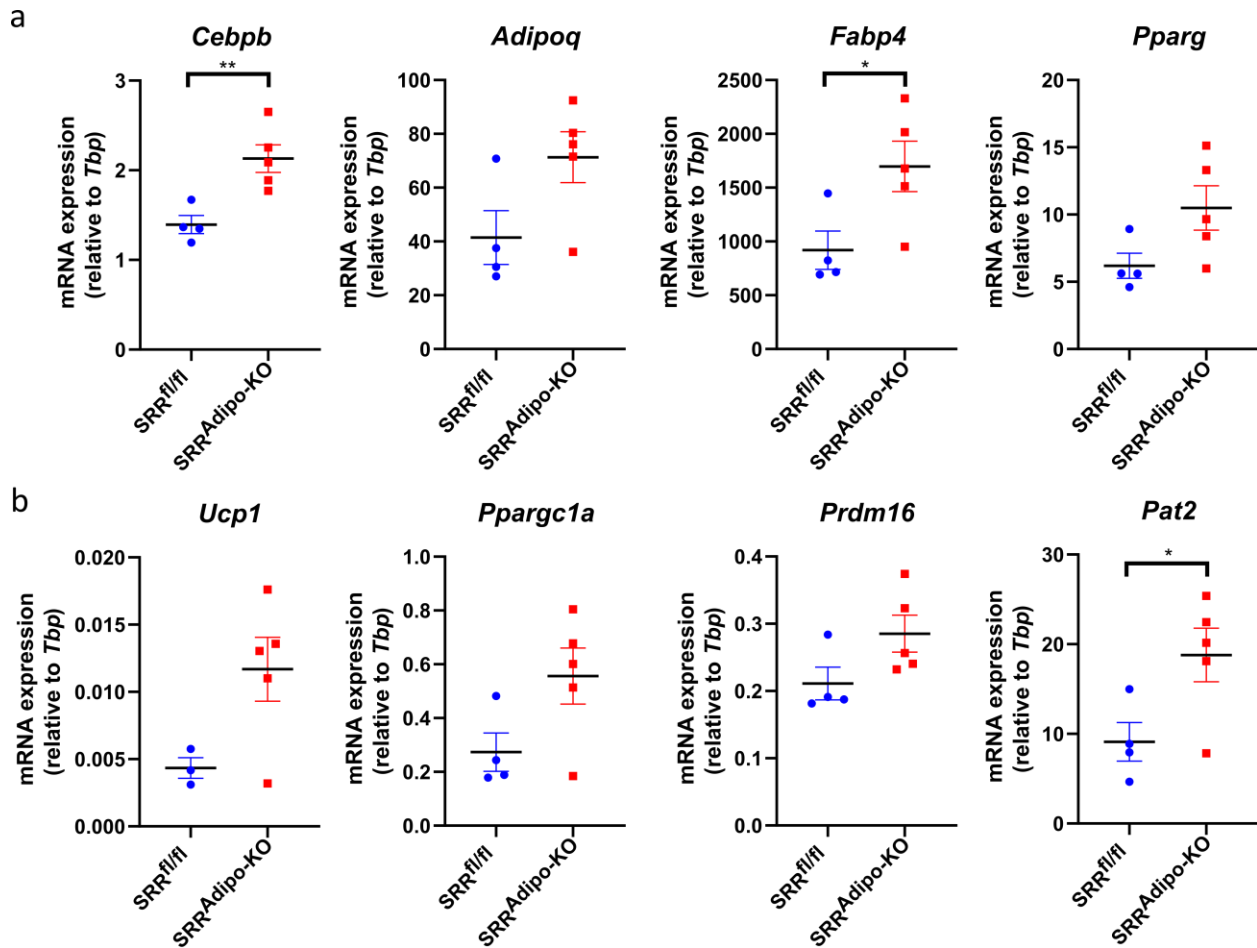 a
Cebpb
mRNA expression
(relative to Tbp)
3
2
1
0
**
SRRfl/fl
SRRAdipo-KO
Adipoq
mRNA expression
(relative to Tbp)
100
80
60
40
20
0
SRRfl/fl
SRRAdipo-KO
Fabp4
mRNA expression
(relative to Tbp)
2500
2000
1500
1000
500
0
*
SRRfl/fl
SRRAdipo-KO
Pparg
mRNA expression
(relative to Tbp)
20
15
10
5
0
SRRfl/fl
SRRAdipo-KO
b
Ucp1
mRNA expression
(relative to Tbp)
0.020
0.015
0.010
0.005
0.000
SRRfl/fl
SRRAdipo-KO
Ppargc1a
mRNA expression
(relative to Tbp)
1.0
0.8
0.6
0.4
0.2
0.0
SRRfl/fl
SRRAdipo-KO
Prdm16
mRNA expression
(relative to Tbp)
0.4
0.3
0.2
0.1
0.0
SRRfl/fl
SRRAdipo-KO
Pat2
mRNA expression
(relative to Tbp)
30
20
10
0
*
SRRfl/fl
SRRAdipo-KO